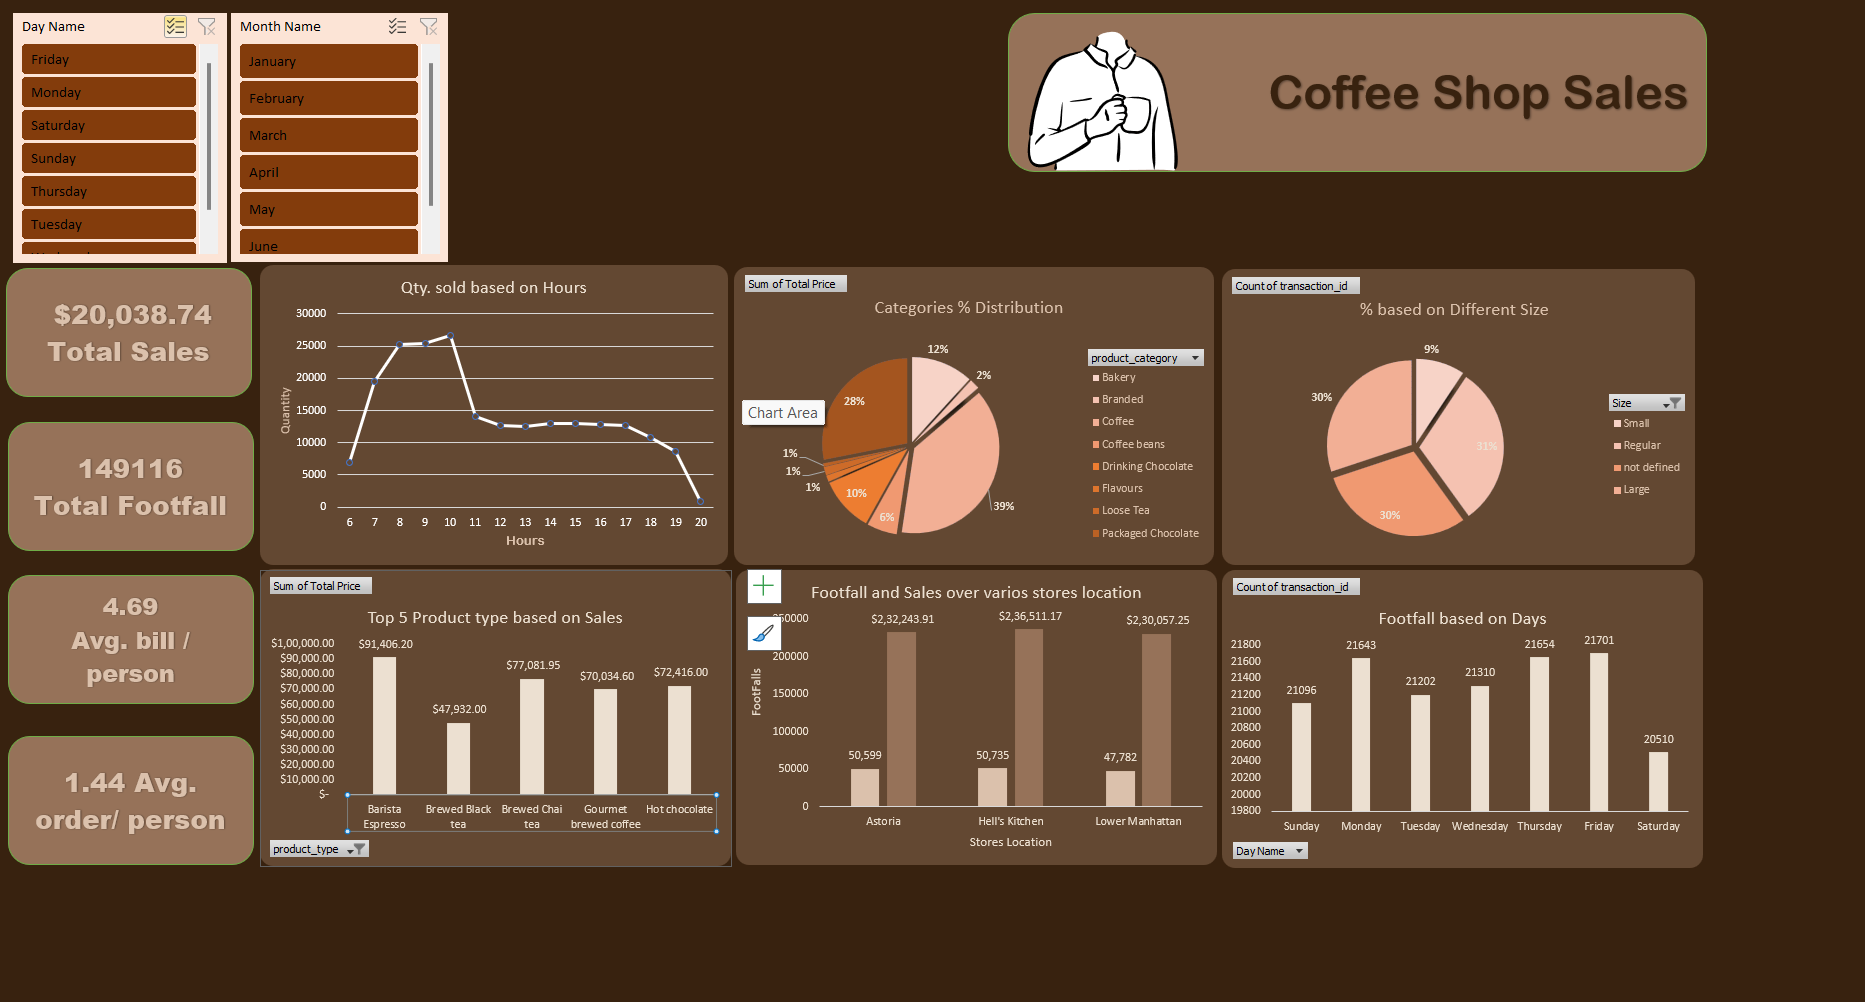 Day Name
Friday
Monday
Saturday
Sunday
Thursday
Tuesday
Month Name
January
February
March
April
May
June
Coffee Shop Sales
$20,038.74
Total Sales
149116
Total Footfall
4.69
Avg. bill /
person
1.44 Avg.
order/ person
Qty. sold based on Hours
Quantity
30000
25000
20000
15000
10000
5000
0
6 7 8 9 10 11 12 13 14 15 16 17 18 19 20
Hours
Sum of Total Price
Categories % Distribution
12%
2%
39%
6%
10%
1%
1%
1%
28%
Chart Area
product_category
Bakery
Branded
Coffee
Coffee beans
Drinking Chocolate
Flavours
Loose Tea
Packaged Chocolate
Count of transaction_id
% based on Different Size
9%
31%
30%
30%
Size
Small
Regular
not defined
Large
Sum of Total Price
Top 5 Product type based on Sales
$1,00,000.00
$90,000.00
$80,000.00
$70,000.00
$60,000.00
$50,000.00
$40,000.00
$30,000.00
$20,000.00
$10,000.00
$-
$91,406.20
$47,932.00
$77,081.95
$70,034.60
$72,416.00
Barista
Espresso
Brewed Black
tea
Brewed Chai
tea
Gourmet
brewed coffee
Hot chocolate
product_type
Footfall and Sales over varios stores location
FootFalls
50000
200000
150000
100000
50000
0
50,599
$2,32,243.91
50,735
$2,36,511.17
47,782
$2,30,057.25
Astoria
Hell's Kitchen
Lower Manhattan
Stores Location
Count of transaction_id
Footfall based on Days
21800
21600
21400
21200
21000
20800
20600
20400
20200
20000
19800
21096
21643
21202
21310
21654
21701
20510
Sunday Monday Tuesday Wednesday Thursday Friday Saturday
Day Name